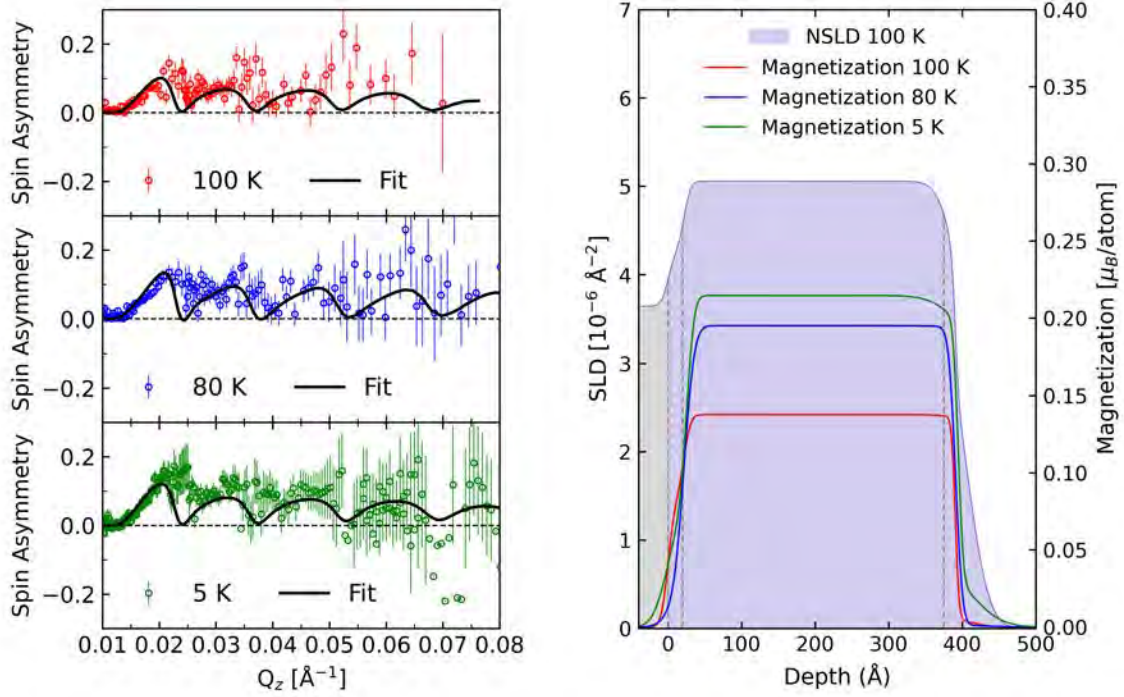 Spin Asymmetry
0.2
0.0
−0.2
100 K
Fit
Spin Asymmetry
0.2
0.0
−0.2
80 K
Fit
Spin Asymmetry
0.2
0.0
−0.2
5 K
Fit
0.01 0.02 0.03 0.04 0.05 0.06 0.07 0.08
Q_z [Å⁻¹]
SLD [10⁻⁶ Å⁻²]
7
6
5
4
3
2
1
0
NSLD 100 K
Magnetization 100 K
Magnetization 80 K
Magnetization 5 K
0 100 200 300 400 500
Depth (Å)
0.40
0.35
0.30
0.25
0.20
0.15
0.10
0.05
0.00
Magnetization [μ_B/atom]